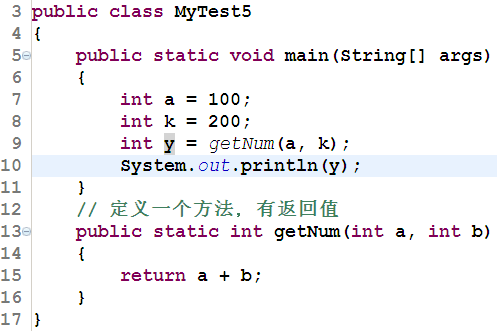 3 public class MyTest5
4 {
5 public static void main(String[] args)
6 {
7 int a = 100;
8 int k = 200;
9 int y = getNum(a, k);
10 System.out.println(y);
11 }
12 // 定义一个方法，有返回值
13 public static int getNum(int a, int b)
14 {
15 return a + b;
16 }
17 }